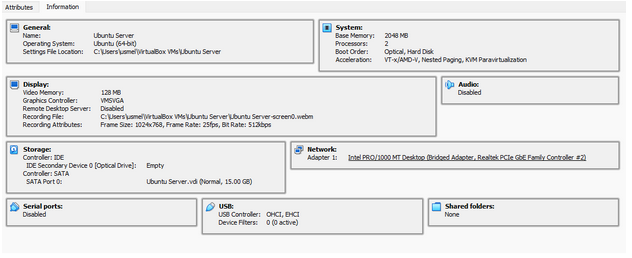 Attributes Information
General:
Name: Ubuntu Server
Operating System: Ubuntu (64-bit)
Settings File Location: C:\Users\usmel\VirtualBox VMs\Ubuntu Server
System:
Base Memory: 2048 MB
Processors: 2
Boot Order: Optical, Hard Disk
Acceleration: VT-x/AMD-V, Nested Paging, KVM Paravirtualization
Display:
Video Memory: 128 MB
Graphics Controller: VMSVGA
Remote Desktop Server: Disabled
Recording File: C:\Users\usmel\VirtualBox VMs\Ubuntu Server\Ubuntu Server-screen0.webm
Recording Attributes: Frame Size: 1024x768, Frame Rate: 25fps, Bit Rate: 512kbps
Audio:
Disabled
Storage:
Controller: IDE
IDE Secondary Device 0 [Optical Drive]: Empty
Controller: SATA
SATA Port 0: Ubuntu Server.vdi (Normal, 15.00 GB)
Network:
Adapter 1: Intel PRO/1000 MT Desktop (Bridged Adapter, Realtek PCIe GbE Family Controller #2)
Serial ports:
Disabled
USB:
USB Controller: OHCI, EHCI
Device Filters: 0 (0 active)
Shared folders:
None